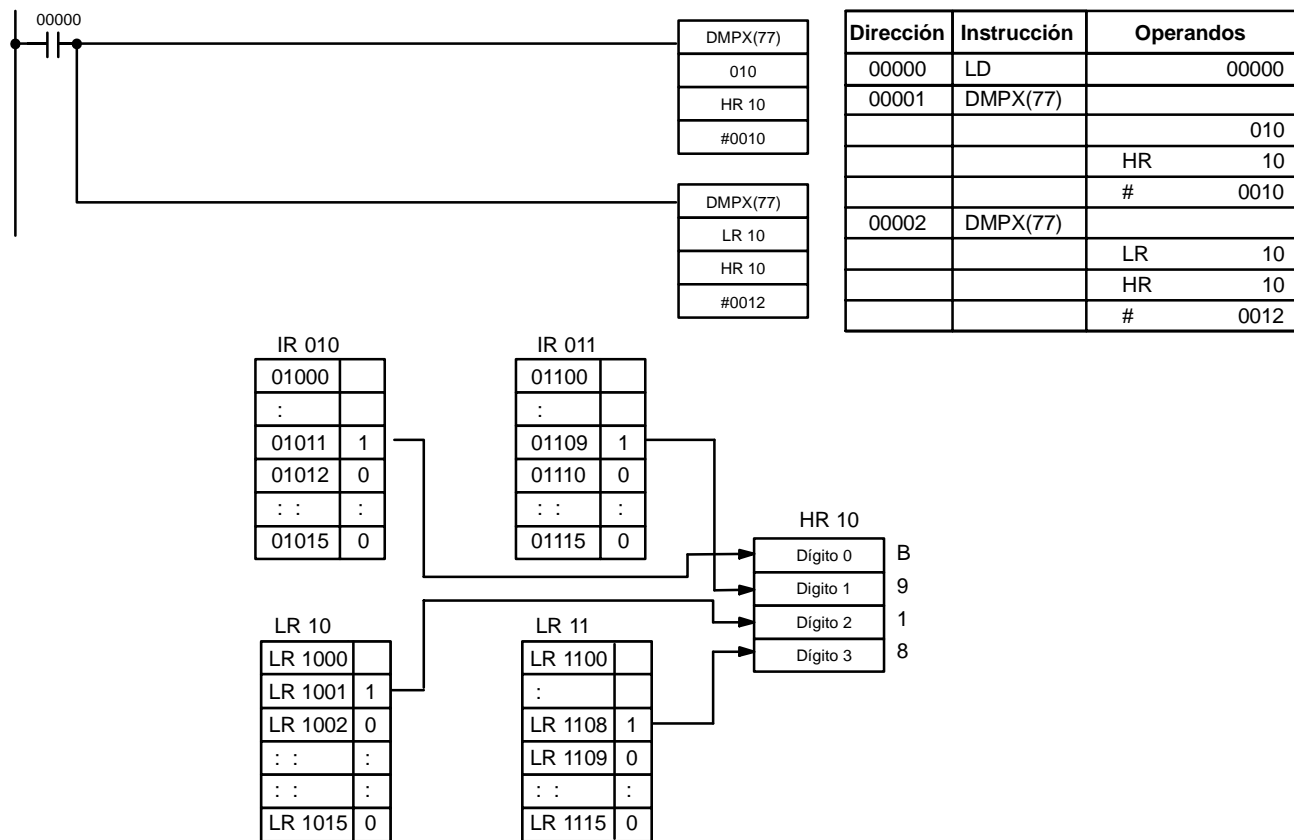 00000
DMPX(77)
010
HR 10
#0010
DMPX(77)
LR 10
HR 10
#0012
Dirección Instrucción Operandos
00000 LD 00000
00001 DMPX(77)
010
HR 10
# 0010
00002 DMPX(77)
LR 10
HR 10
# 0012
IR 010
01000
:
01011 1
01012 0
: : :
01015 0
IR 011
01100
:
01109 1
01110 0
: : :
01115 0
HR 10
Dígito 0 B
Digito 1 9
Dígito 2 1
Dígito 3 8
LR 10
LR 1000
LR 1001 1
LR 1002 0
: : :
: : :
LR 1015 0
LR 11
LR 1100
:
LR 1108 1
LR 1109 0
: : :
LR 1115 0